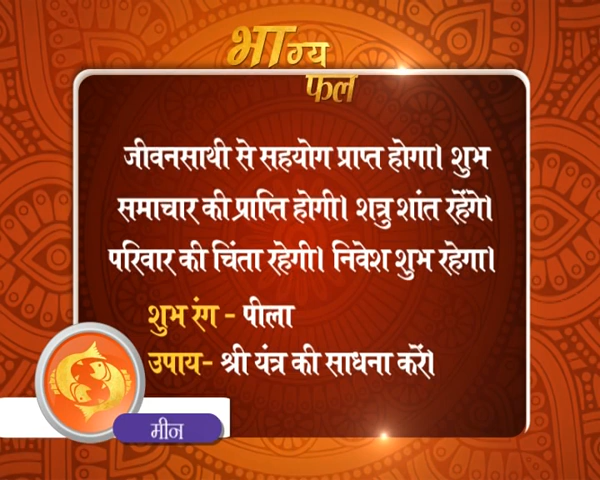 भाग्य
फल
जीवनसाथी से सहयोग प्राप्त होगा। शुभ
समाचार की प्राप्ति होगी। शत्रु शांत रहेंगे।
परिवार की चिंता रहेगी। निवेश शुभ रहेगा।
शुभ रंग - पीला
उपाय- श्री यंत्र की साधना करें।
मीन